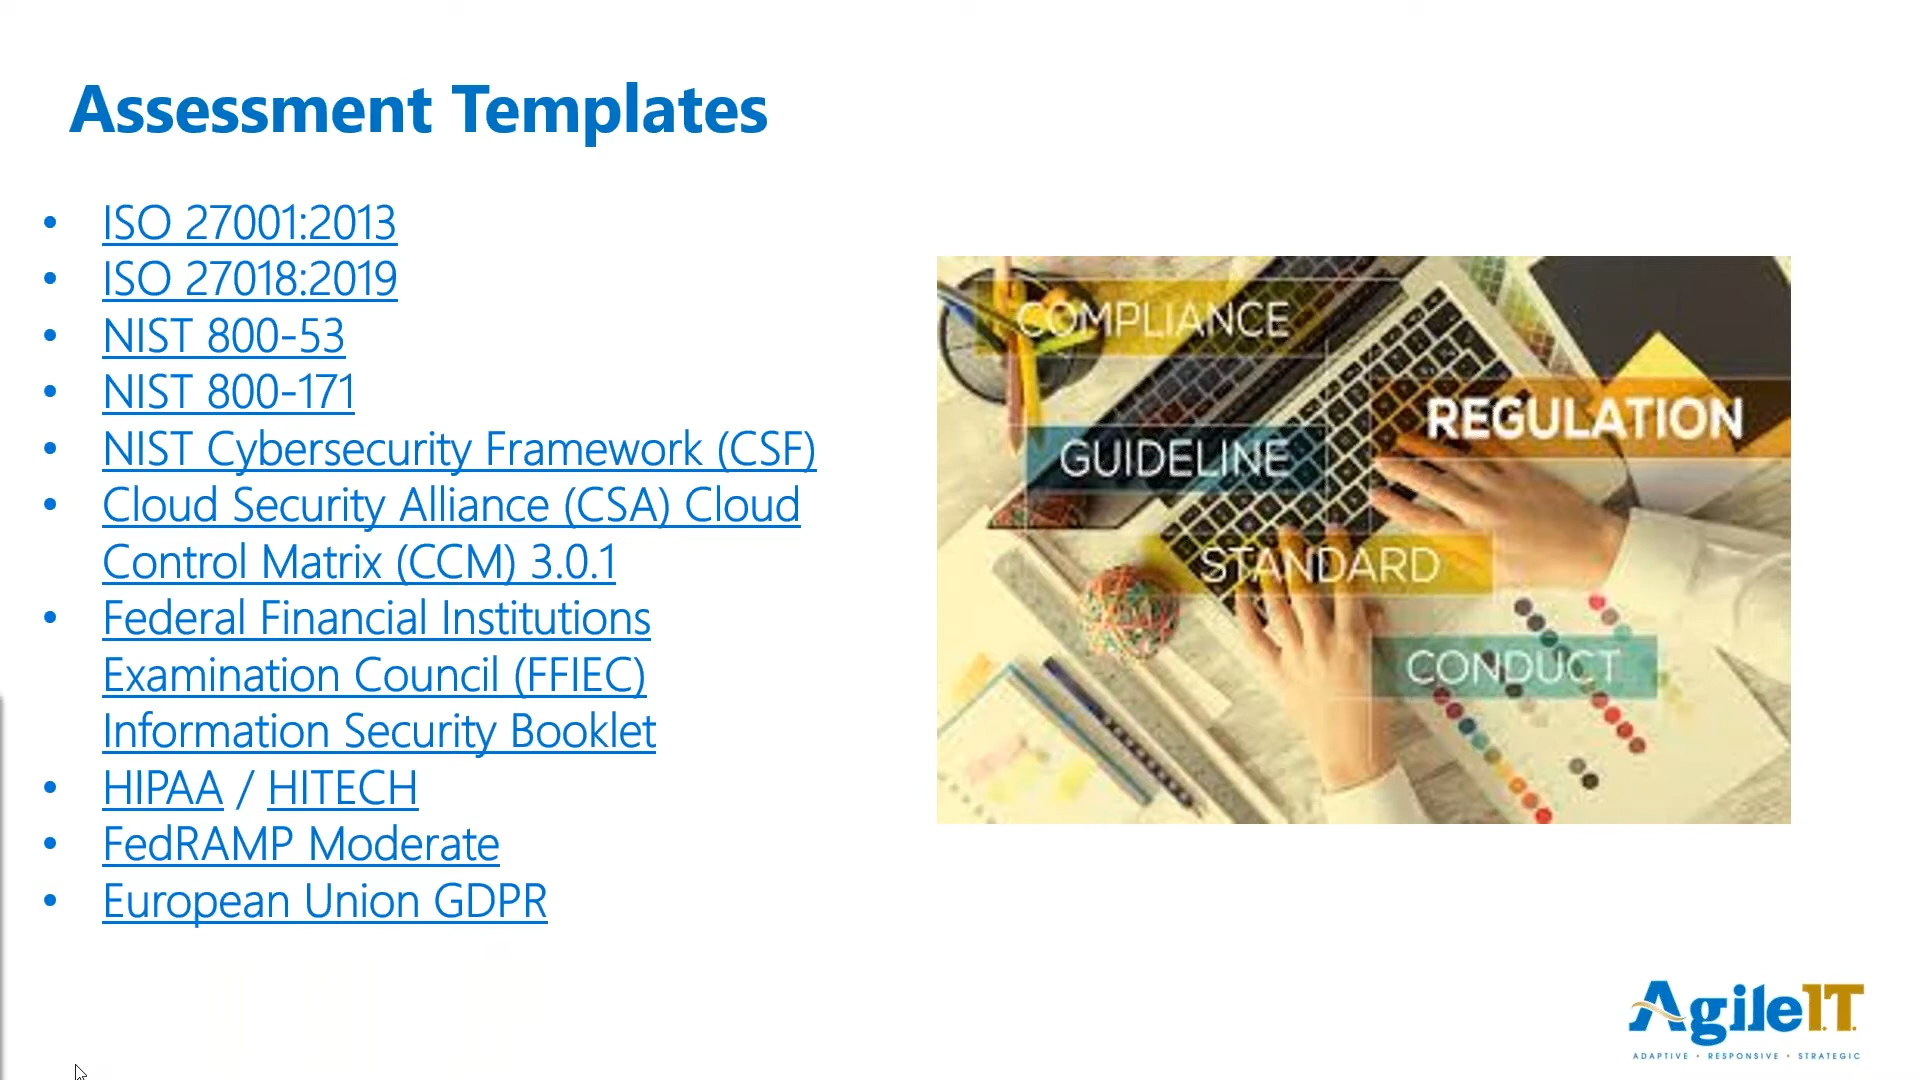 Assessment Templates
• ISO 27001:2013
• ISO 27018:2019
• NIST 800-53
• NIST 800-171
• NIST Cybersecurity Framework (CSF)
• Cloud Security Alliance (CSA) Cloud
Control Matrix (CCM) 3.0.1
• Federal Financial Institutions
Examination Council (FFIEC)
Information Security Booklet
• HIPAA / HITECH
• FedRAMP Moderate
• European Union GDPR
COMPLIANCE
REGULATION
GUIDELINE
STANDARD
CONDUCT
AgileI.T.
ADAPTIVE • RESPONSIVE • STRATEGIC